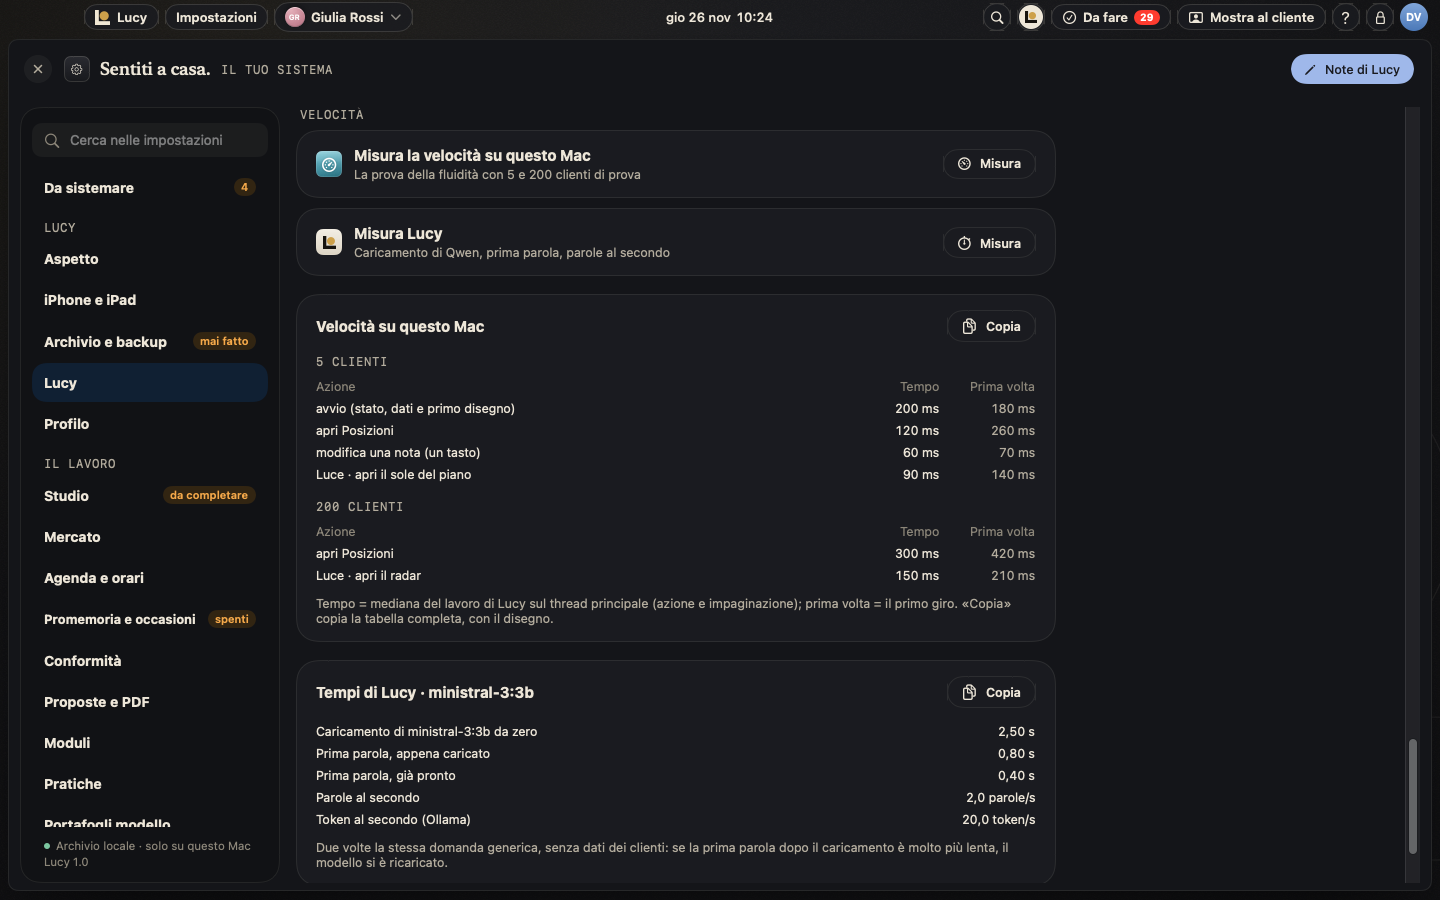 Lucy
Impostazioni
GR Giulia Rossi
gio 26 nov 10:24
Da fare 29
Mostra al cliente
?
DV
Sentiti a casa. IL TUO SISTEMA
Note di Lucy
Cerca nelle impostazioni
Da sistemare 4
LUCY
Aspetto
iPhone e iPad
Archivio e backup mai fatto
Lucy
Profilo
IL LAVORO
Studio da completare
Mercato
Agenda e orari
Promemoria e occasioni spenti
Conformità
Proposte e PDF
Moduli
Pratiche
Portafogli modello
Archivio locale · solo su questo Mac
Lucy 1.0
VELOCITÀ
Misura la velocità su questo Mac
La prova della fluidità con 5 e 200 clienti di prova
Misura
Misura Lucy
Caricamento di Qwen, prima parola, parole al secondo
Misura
Velocità su questo Mac
Copia
5 CLIENTI
Azione Tempo Prima volta
avvio (stato, dati e primo disegno) 200 ms 180 ms
apri Posizioni 120 ms 260 ms
modifica una nota (un tasto) 60 ms 70 ms
Luce · apri il sole del piano 90 ms 140 ms
200 CLIENTI
Azione Tempo Prima volta
apri Posizioni 300 ms 420 ms
Luce · apri il radar 150 ms 210 ms
Tempo = mediana del lavoro di Lucy sul thread principale (azione e impaginazione); prima volta = il primo giro. «Copia»
copia la tabella completa, con il disegno.
Tempi di Lucy · ministral-3:3b
Copia
Caricamento di ministral-3:3b da zero 2,50 s
Prima parola, appena caricato 0,80 s
Prima parola, già pronto 0,40 s
Parole al secondo 2,0 parole/s
Token al secondo (Ollama) 20,0 token/s
Due volte la stessa domanda generica, senza dati dei clienti: se la prima parola dopo il caricamento è molto più lenta, il
modello si è ricaricato.